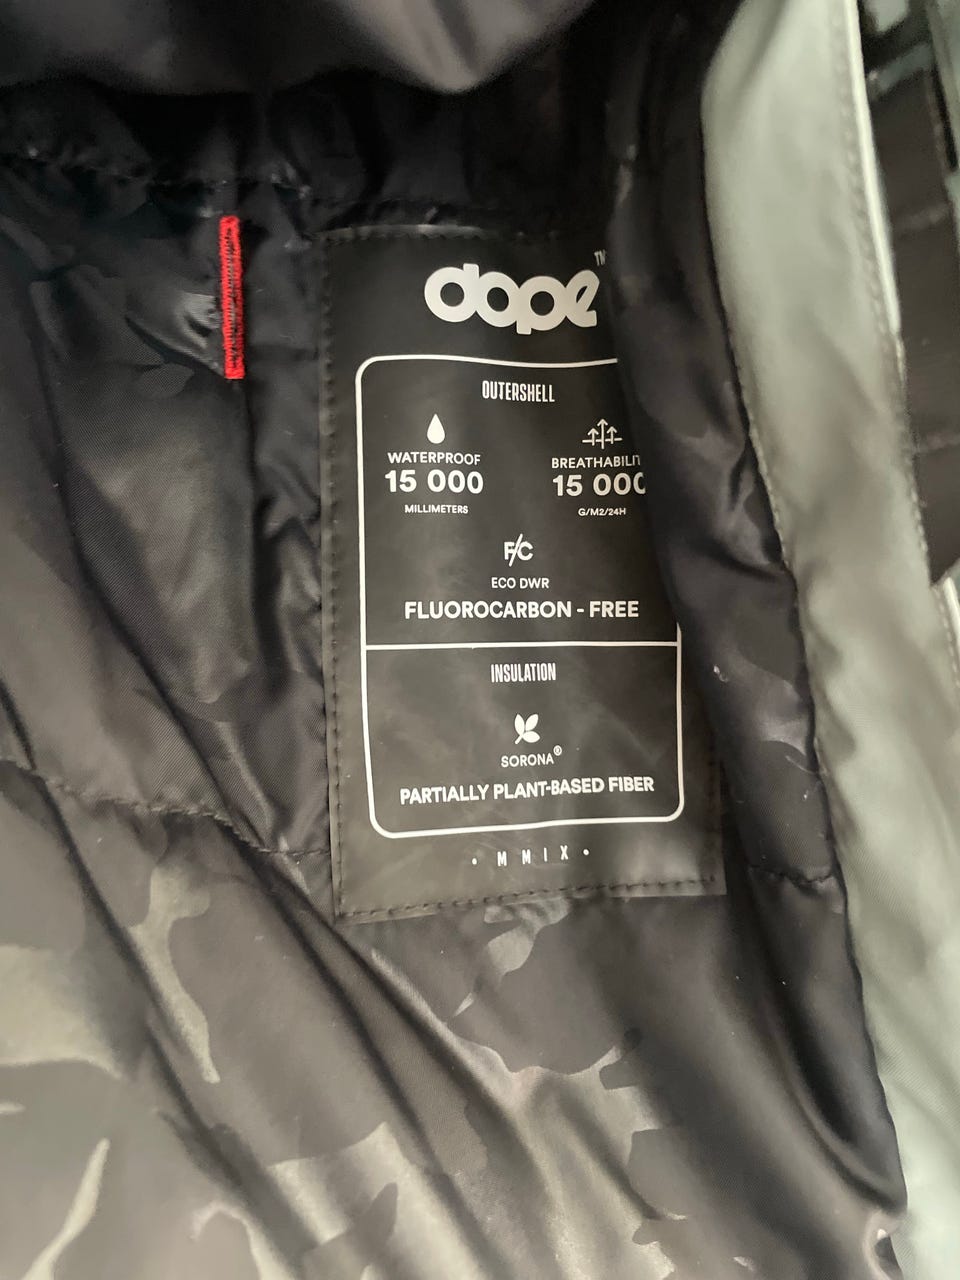 dope
TM
OUTERSHELL
WATERPROOF
15 000
MILLIMETERS
BREATHABILIT
15 000
G/M2/24H
F/C
ECO DWR
FLUOROCARBON - FREE
INSULATION
SORONA®
PARTIALLY PLANT-BASED FIBER
• M M I X •